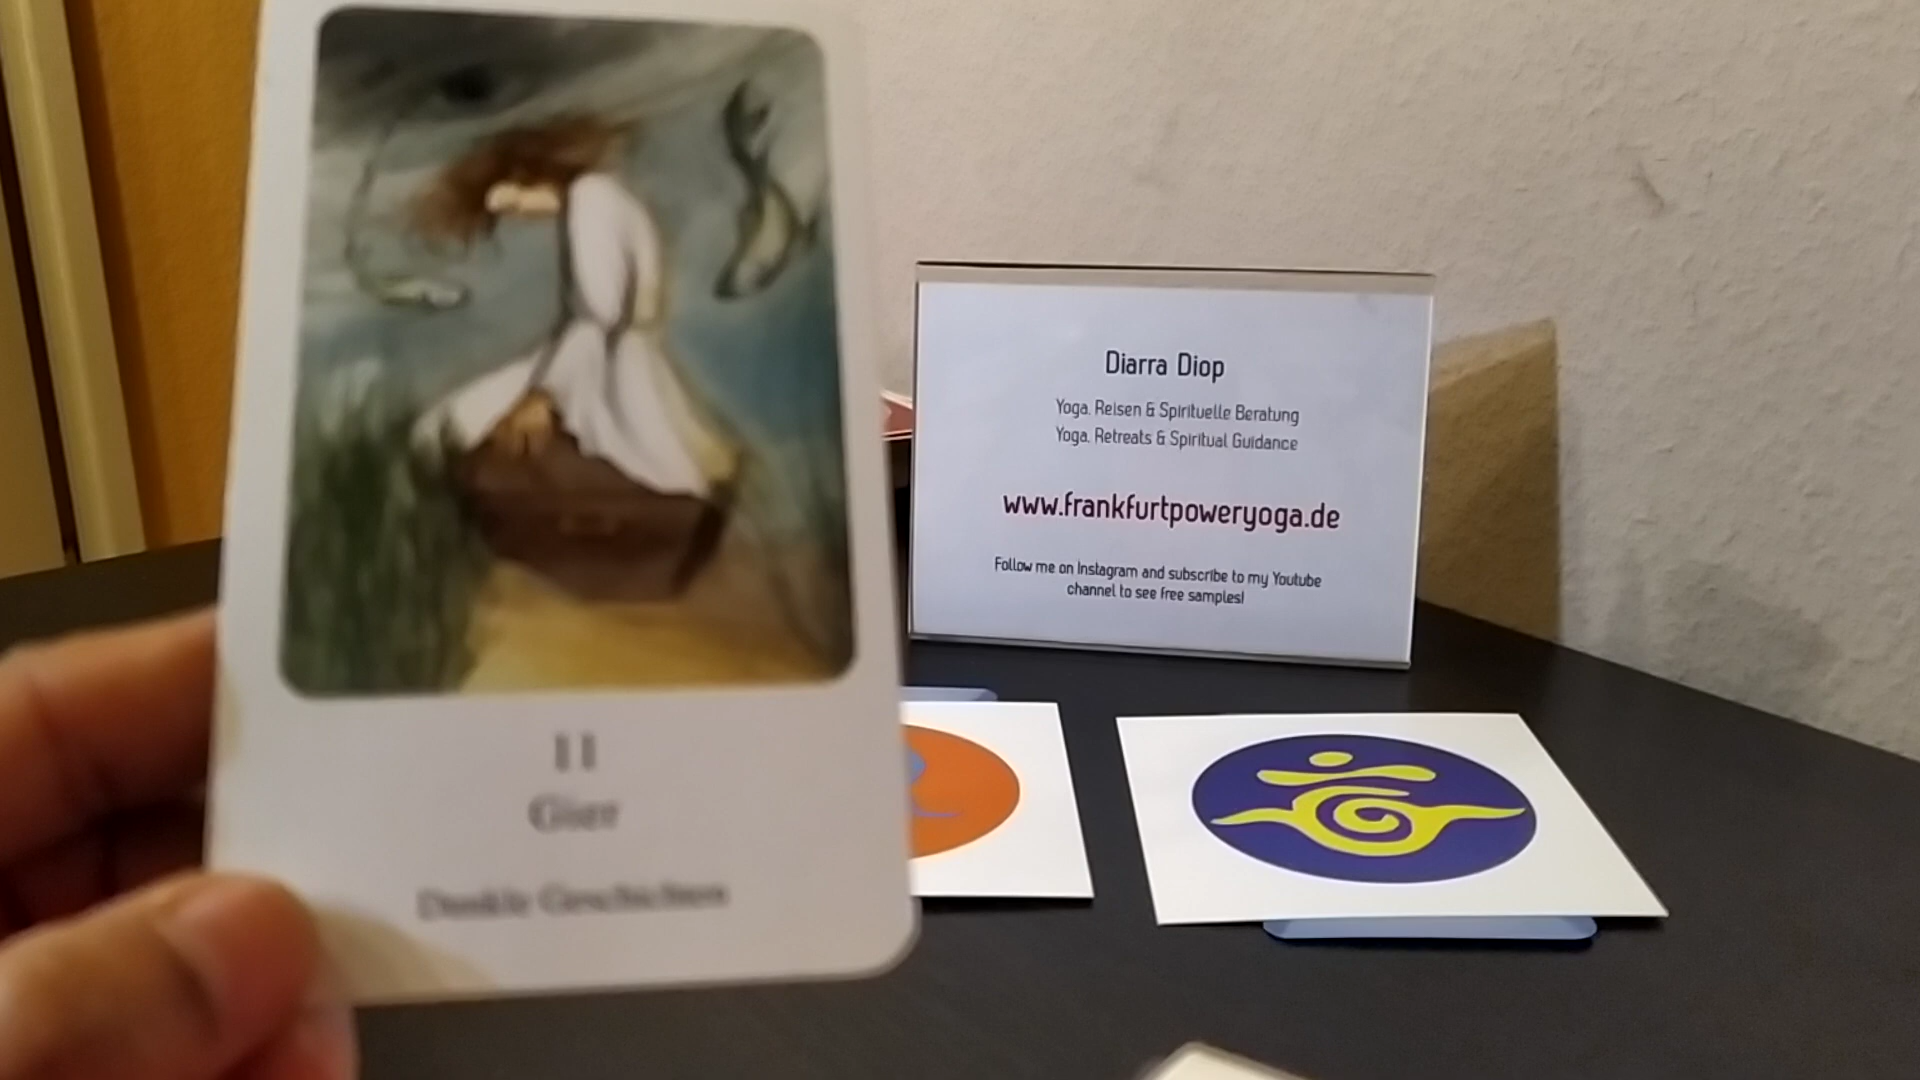 11
Gier
Dunkle Geschichten
Diarra Diop
Yoga, Reisen & Spirituelle Beratung
Yoga, Retreats & Spiritual Guidance
www.frankfurtpoweryoga.de
Follow me on Instagram and subscribe to my Youtube
channel to see free samples!